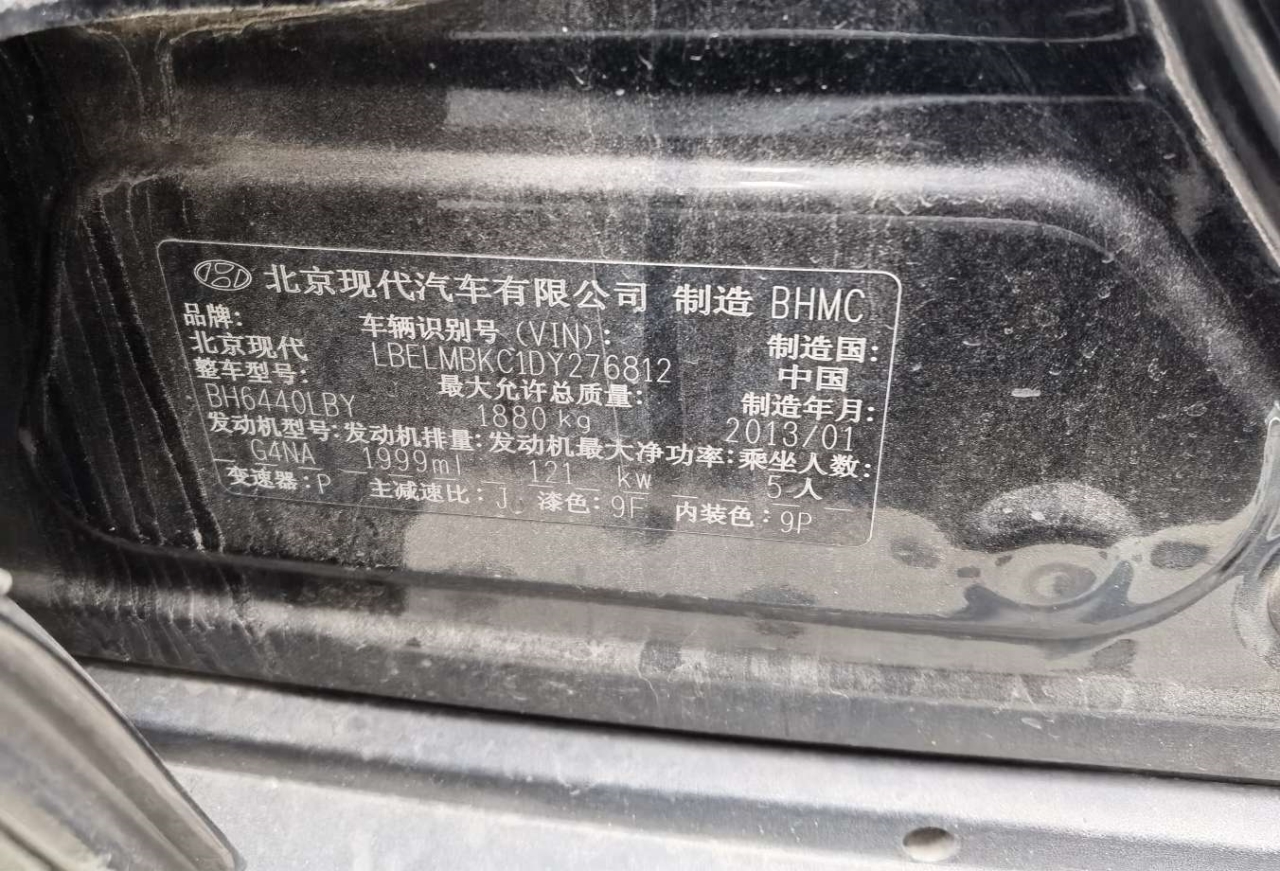 北京现代汽车有限公司 制造 BHMC
品牌: 车辆识别号 (VIN): 制造国:
北京现代 LBELMBKC1DY276812 中国
整车型号: 最大允许总质量: 制造年月:
BH6440LBY 1880 kg 2013/01
发动机型号: 发动机排量: 发动机最大净功率: 乘坐人数:
G4NA 1999ml 121 kw 5 人
变速器: P 主减速比: J 漆色: 9F 内装色: 9P